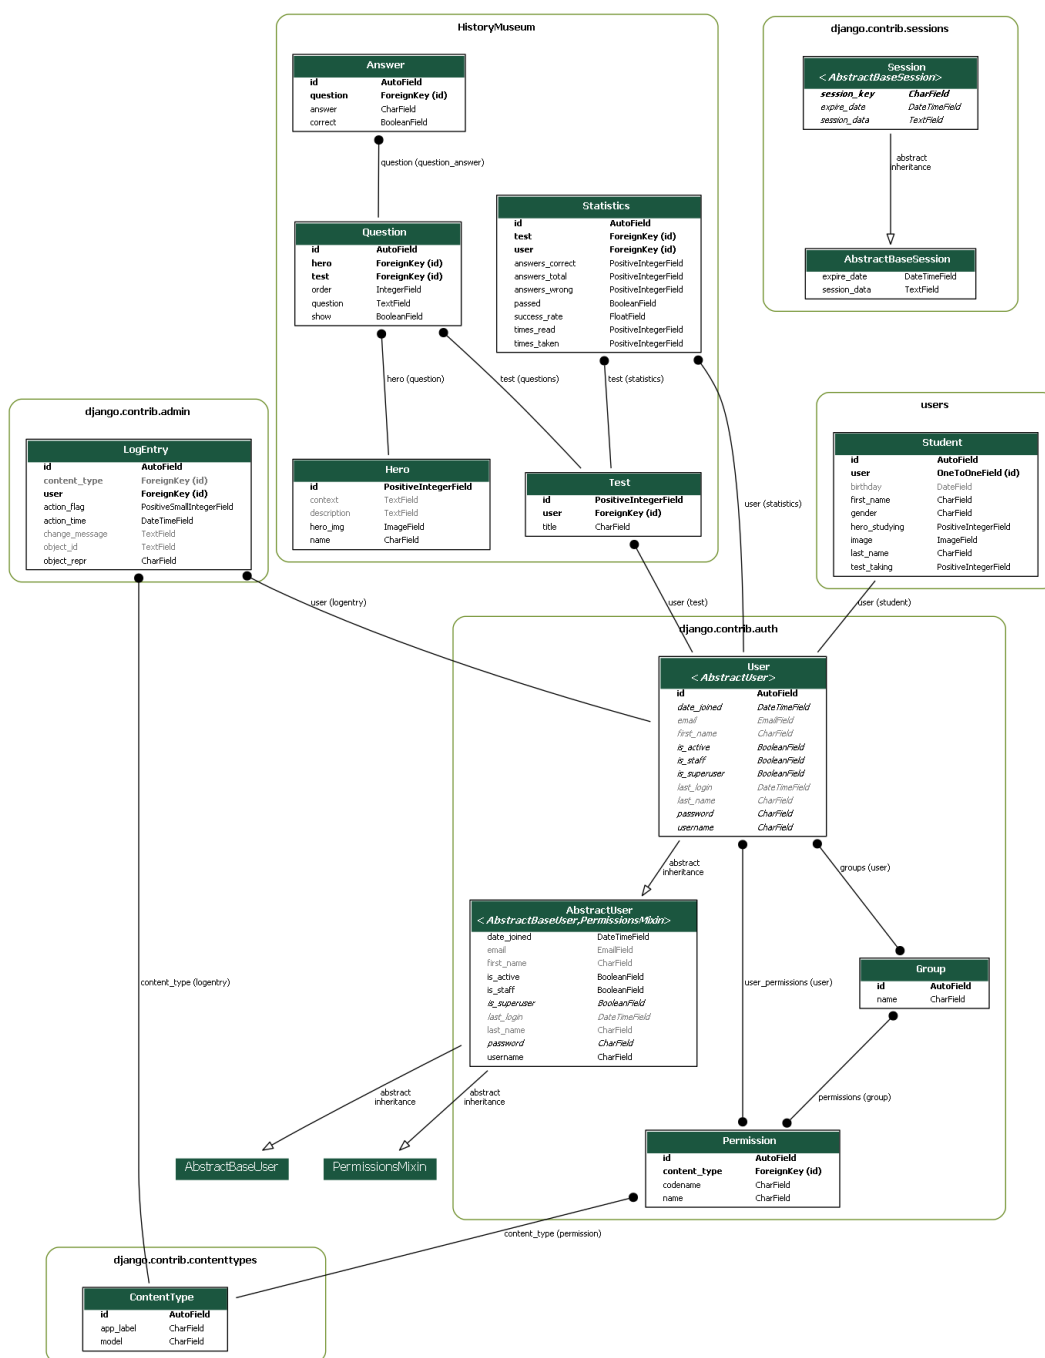 HistoryMuseum
Answer
id AutoField
question ForeignKey (id)
answer CharField
correct BooleanField
question (question_answer)
Question
id AutoField
hero ForeignKey (id)
test ForeignKey (id)
order IntegerField
question TextField
show BooleanField
Statistics
id AutoField
test ForeignKey (id)
user ForeignKey (id)
answers_correct PositiveIntegerField
answers_total PositiveIntegerField
answers_wrong PositiveIntegerField
passed BooleanField
success_rate FloatField
times_read PositiveIntegerField
times_taken PositiveIntegerField
hero (question)
test (questions)
test (statistics)
Hero
id PositiveIntegerField
context TextField
description TextField
hero_img ImageField
name CharField
Test
id PositiveIntegerField
user ForeignKey (id)
title CharField
django.contrib.sessions
Session
<AbstractBaseSession>
session_key CharField
expire_date DateTimeField
session_data TextField
abstract
inheritance
AbstractBaseSession
expire_date DateTimeField
session_data TextField
django.contrib.admin
LogEntry
id AutoField
content_type ForeignKey (id)
user ForeignKey (id)
action_flag PositiveSmallIntegerField
action_time DateTimeField
change_message TextField
object_id TextField
object_repr CharField
users
Student
id AutoField
user OneToOneField (id)
birthday DateField
first_name CharField
gender CharField
hero_studying PositiveIntegerField
image ImageField
last_name CharField
test_taking PositiveIntegerField
user (statistics)
user (logentry)
user (test)
user (student)
django.contrib.auth
User
<AbstractUser>
id AutoField
date_joined DateTimeField
email EmailField
first_name CharField
is_active BooleanField
is_staff BooleanField
is_superuser BooleanField
last_login DateTimeField
last_name CharField
password CharField
username CharField
abstract
inheritance
groups (user)
AbstractUser
<AbstractBaseUser,PermissionsMixin>
date_joined DateTimeField
email EmailField
first_name CharField
is_active BooleanField
is_staff BooleanField
is_superuser BooleanField
last_login DateTimeField
last_name CharField
password CharField
username CharField
Group
id AutoField
name CharField
content_type (logentry)
user_permissions (user)
abstract
inheritance
abstract
inheritance
permissions (group)
AbstractBaseUser
PermissionsMixin
Permission
id AutoField
content_type ForeignKey (id)
codename CharField
name CharField
content_type (permission)
django.contrib.contenttypes
ContentType
id AutoField
app_label CharField
model CharField